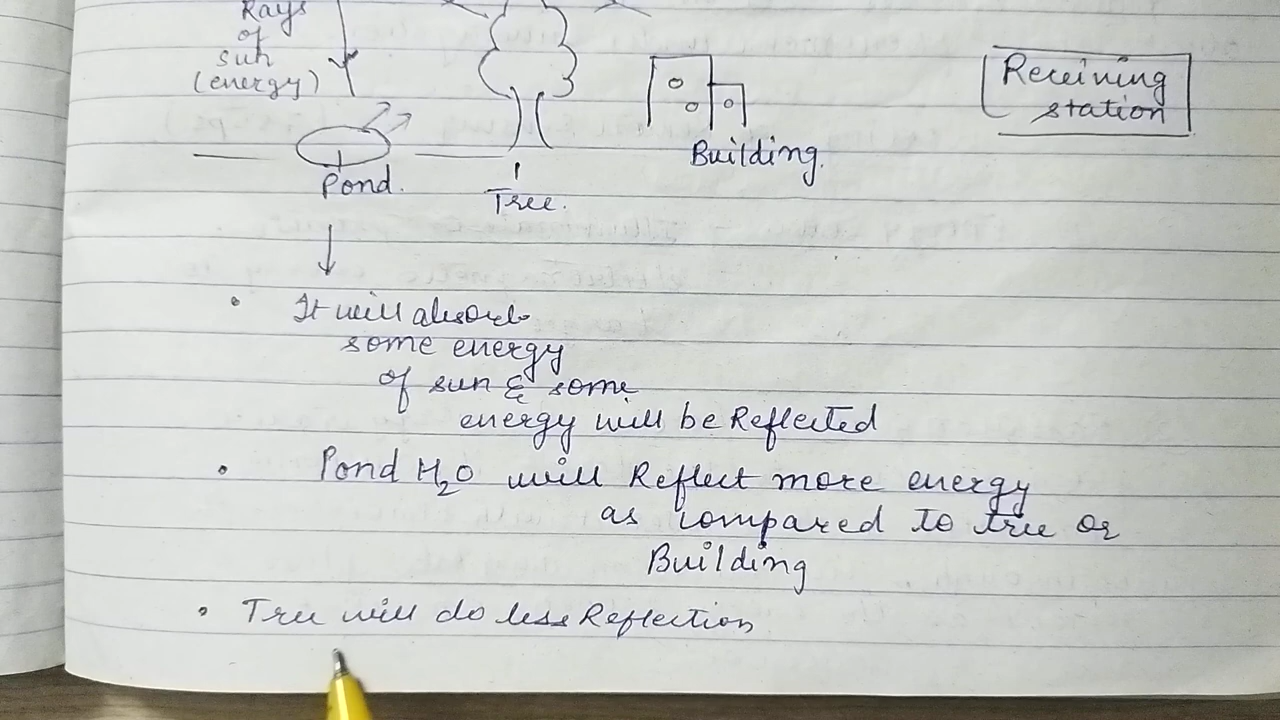 Rays
of
sun
(energy)
Receining
station
Building.
Pond.
Tree.
• It will absorb
some energy
of sun & some
energy will be Reflected
• Pond H₂O will Reflect more energy
as compared to tree or
Building
• Tree will do less Reflection